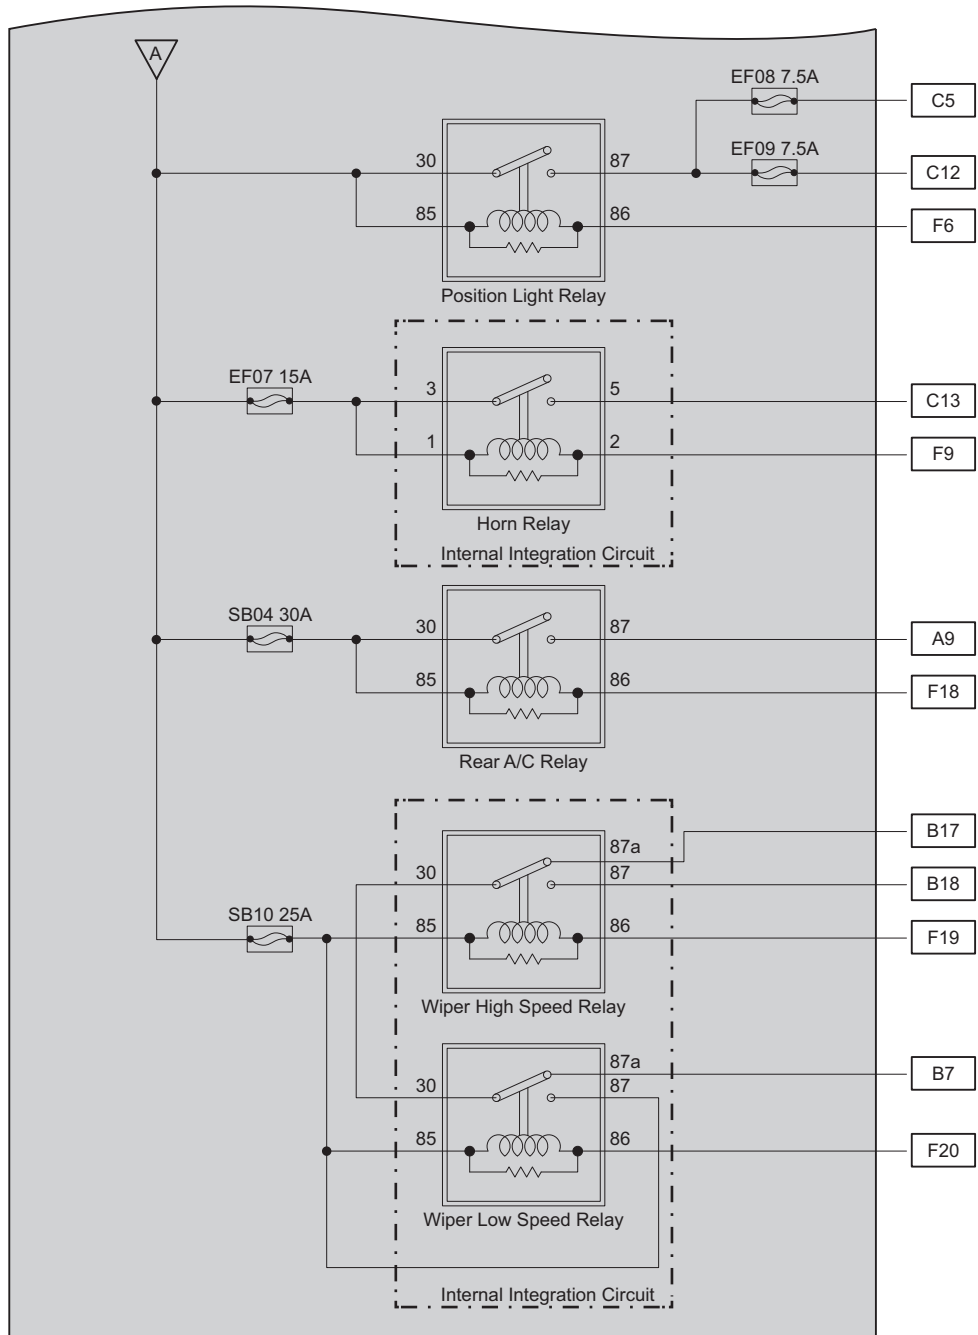 A
EF08 7.5A
C5
EF09 7.5A
30
87
C12
85
86
F6
Position Light Relay
EF07 15A
3
5
C13
1
2
F9
Horn Relay
Internal Integration Circuit
SB04 30A
30
87
A9
85
86
F18
Rear A/C Relay
87a
B17
30
87
B18
SB10 25A
85
86
F19
Wiper High Speed Relay
87a
B7
30
87
85
86
F20
Wiper Low Speed Relay
Internal Integration Circuit